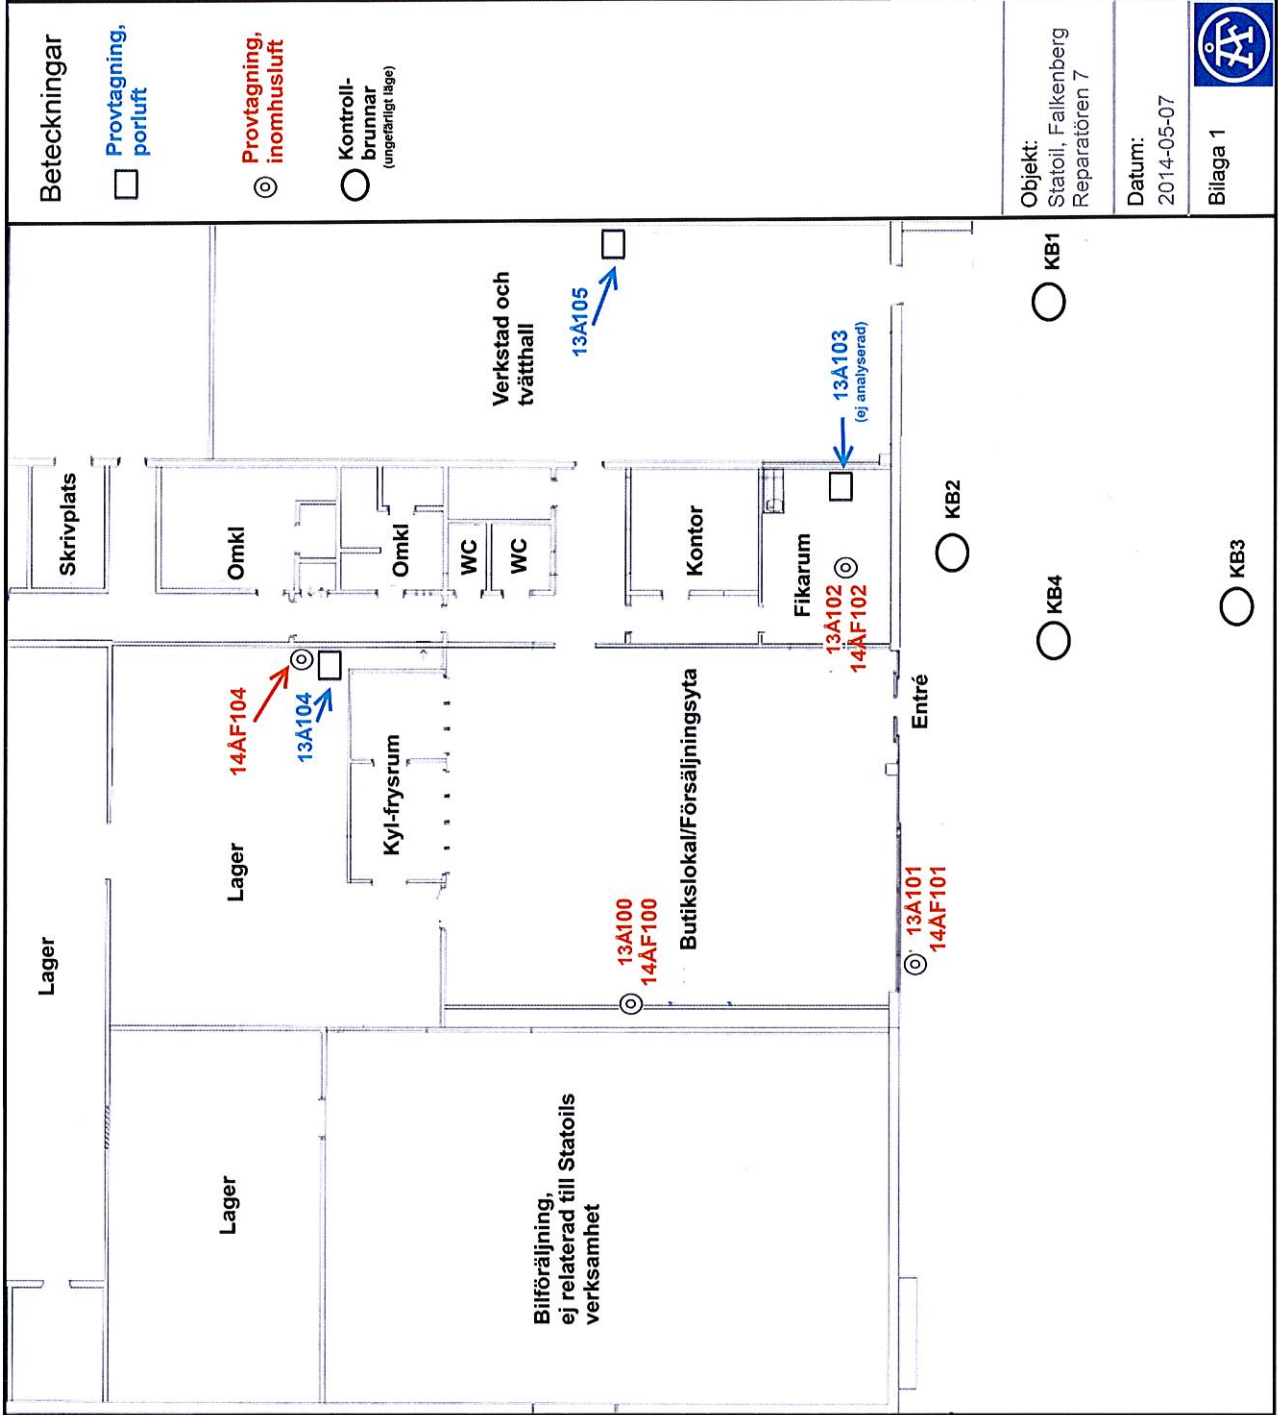 Beteckningar
Provtagning,
porluft
Provtagning,
inomhusluft
Kontroll-
brunnar
(ungefärligt läge)
Objekt:
Statoil, Falkenberg
Reparatören 7
Datum:
2014-05-07
Bilaga 1
ÅF
Lager
Skrivplats
Lager
Lager
Omkl
14ÅF104
13Å104
Kyl-frysrum
Omkl
WC
WC
Verkstad och
tvätthall
13Å105
Bilföräljning,
ej relaterad till Statoils
verksamhet
13Å100
14ÅF100
Butikslokal/Försäljningsyta
Kontor
Fikarum
13Å102
14ÅF102
13Å103
(ej analyserad)
13Å101
14ÅF101
Entré
KB2
KB4
KB1
KB3